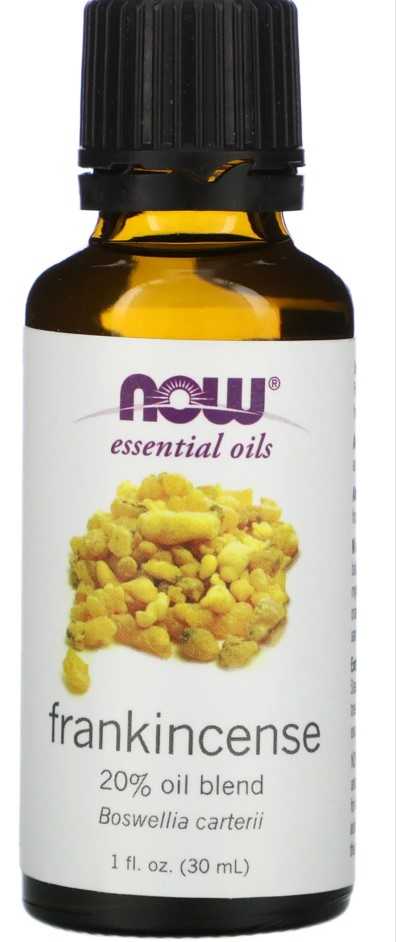 NOW®
essential oils
frankincense
20% oil blend
Boswellia carterii
1 fl. oz. (30 mL)